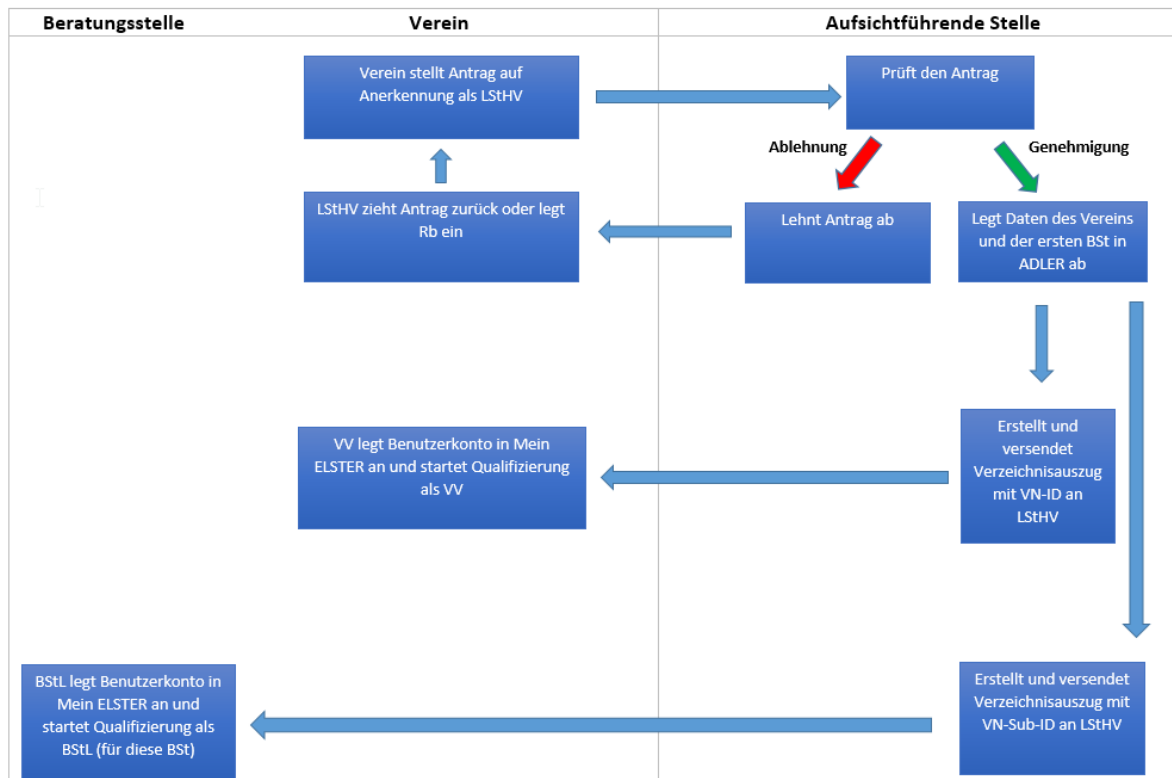 Beratungsstelle
Verein
Aufsichtführende Stelle
Verein stellt Antrag auf
Anerkennung als LStHV
Prüft den Antrag
Ablehnung
Genehmigung
LStHV zieht Antrag zurück oder legt
Rb ein
Lehnt Antrag ab
Legt Daten des Vereins
und der ersten BSt in
ADLER ab
VV legt Benutzerkonto in Mein
ELSTER an und startet Qualifizierung
als VV
Erstellt und
versendet
Verzeichnisauszug
mit VN-ID an
LStHV
BStL legt Benutzerkonto in
Mein ELSTER an und
startet Qualifizierung als
BStL (für diese BSt)
Erstellt und versendet
Verzeichnisauszug mit
VN-Sub-ID an LStHV